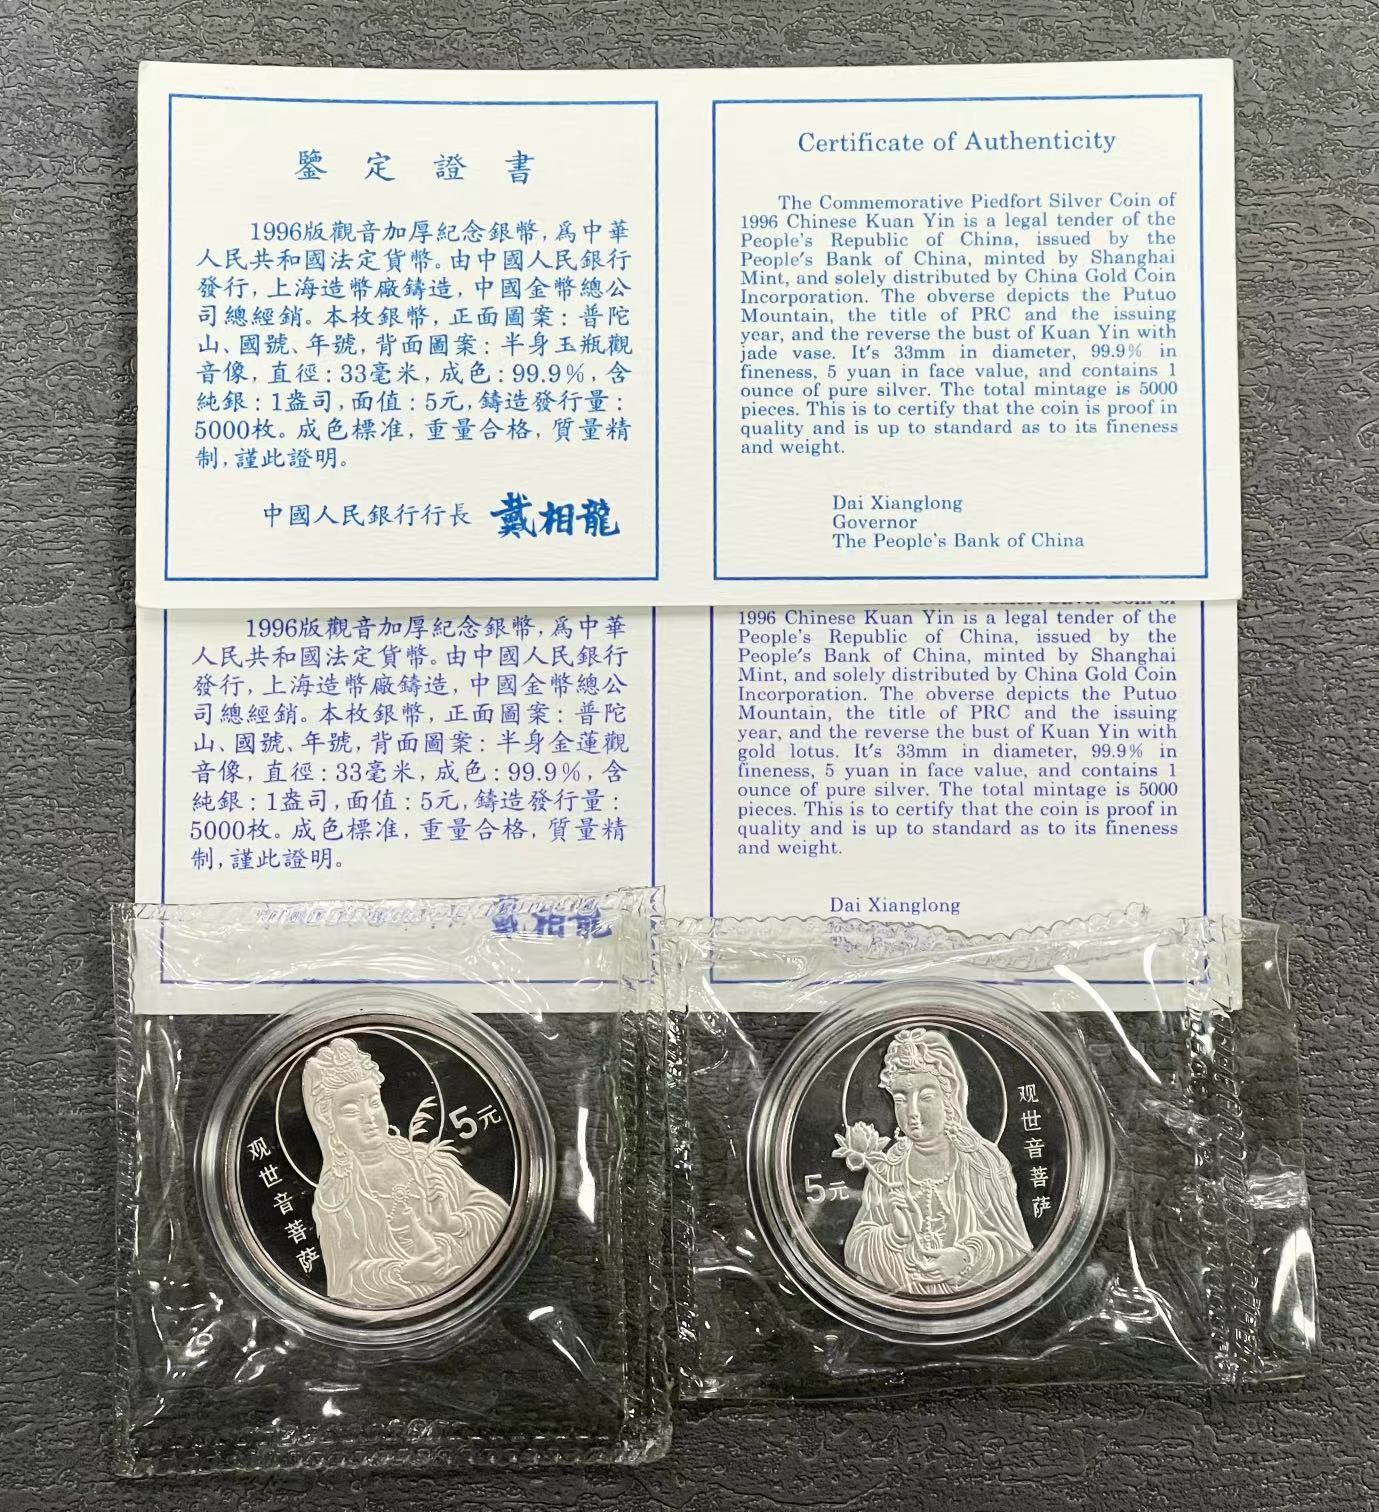 鑒定證書
1996版觀音加厚紀念銀幣，爲中華
人民共和國法定貨幣。由中國人民銀行
發行，上海造幣廠鑄造，中國金幣總公
司總經銷。本枚銀幣，正面圖案：普陀
山、國號、年號，背面圖案：半身玉瓶觀
音像，直徑：33毫米，成色：99.9%，含
純銀：1盎司，面值：5元，鑄造發行量：
5000枚。成色標准，重量合格，質量精
制，謹此證明。
中國人民銀行行長 戴相龍
Certificate of Authenticity
The Commemorative Piedfort Silver Coin of
1996 Chinese Kuan Yin is a legal tender of the
People's Republic of China, issued by the
People's Bank of China, minted by Shanghai
Mint, and solely distributed by China Gold Coin
Incorporation. The obverse depicts the Putuo
Mountain, the title of PRC and the issuing
year, and the reverse the bust of Kuan Yin with
jade vase. It's 33mm in diameter, 99.9% in
fineness, 5 yuan in face value, and contains 1
ounce of pure silver. The total mintage is 5000
pieces. This is to certify that the coin is proof in
quality and is up to standard as to its fineness
and weight.
Dai Xianglong
Governor
The People's Bank of China
1996版觀音加厚紀念銀幣，爲中華
人民共和國法定貨幣。由中國人民銀行
發行，上海造幣廠鑄造，中國金幣總公
司總經銷。本枚銀幣，正面圖案：普陀
山、國號、年號，背面圖案：半身金蓮觀
音像，直徑：33毫米，成色：99.9%，含
純銀：1盎司，面值：5元，鑄造發行量：
5000枚。成色標准，重量合格，質量精
制，謹此證明。
戴相龍
Silver Coin of
1996 Chinese Kuan Yin is a legal tender of the
People's Republic of China, issued by the
People's Bank of China, minted by Shanghai
Mint, and solely distributed by China Gold Coin
Incorporation. The obverse depicts the Putuo
Mountain, the title of PRC and the issuing
year, and the reverse the bust of Kuan Yin with
gold lotus. It's 33mm in diameter, 99.9% in
fineness, 5 yuan in face value, and contains 1
ounce of pure silver. The total mintage is 5000
pieces. This is to certify that the coin is proof in
quality and is up to standard as to its fineness
and weight.
Dai Xianglong
5元
观世音菩萨
观世音菩萨
5元